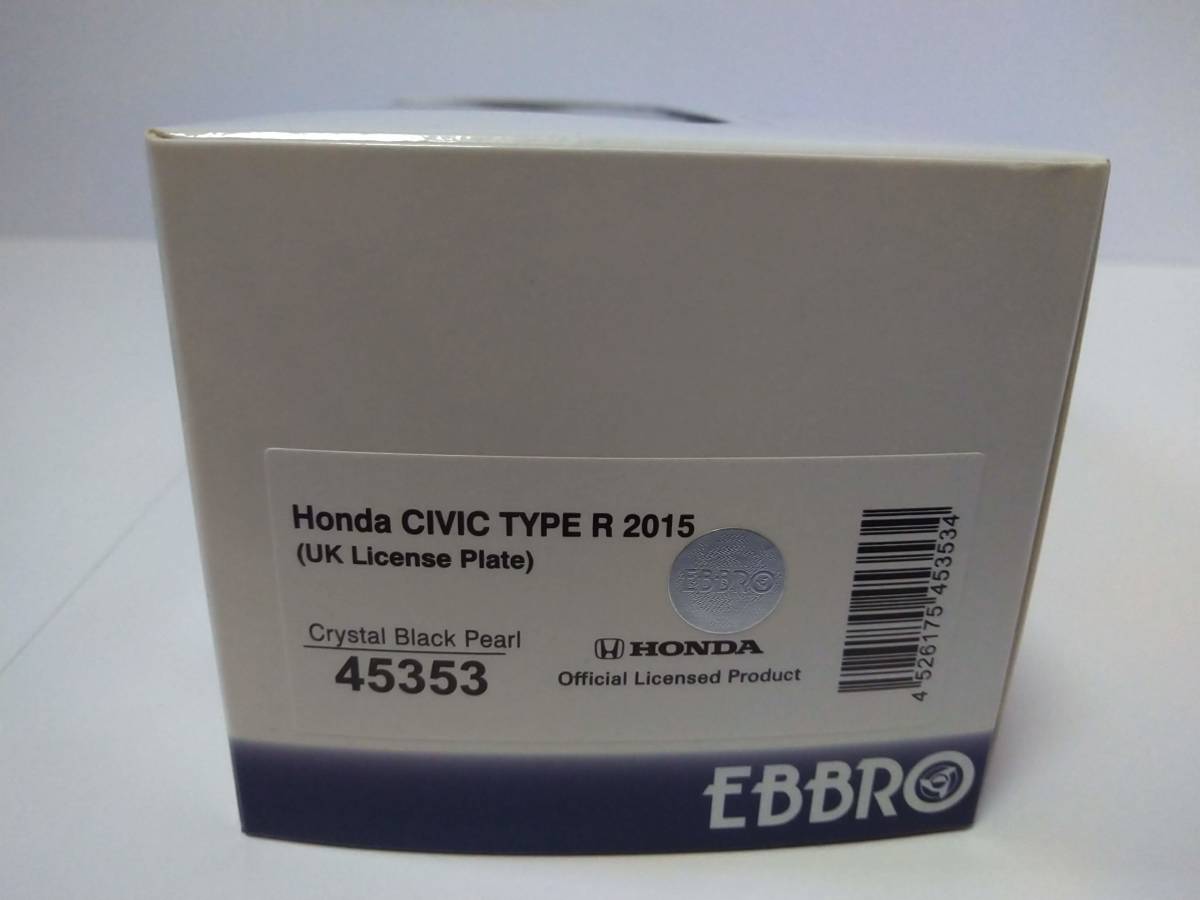 Honda CIVIC TYPE R 2015
(UK License Plate)
EBBRO
Crystal Black Pearl
45353
HONDA
Official Licensed Product
4 526175 453534
EBBRO